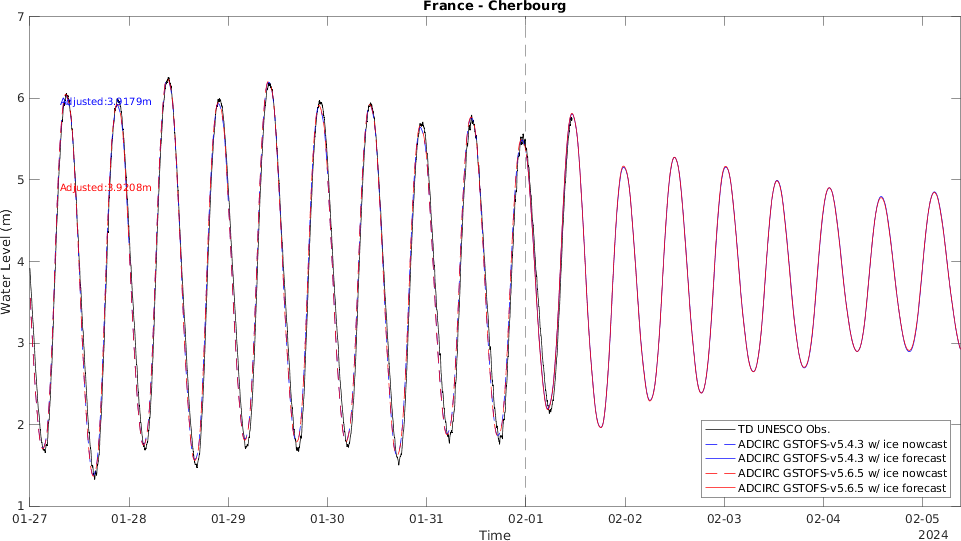 France - Cherbourg
7
6
5
4
3
2
1
Water Level (m)
Adjusted:3.9179m
Adjusted:3.9208m
TD UNESCO Obs.
ADCIRC GSTOFS-v5.4.3 w/ ice nowcast
ADCIRC GSTOFS-v5.4.3 w/ ice forecast
ADCIRC GSTOFS-v5.6.5 w/ ice nowcast
ADCIRC GSTOFS-v5.6.5 w/ ice forecast
01-27 01-28 01-29 01-30 01-31 02-01 02-02 02-03 02-04 02-05
Time
2024